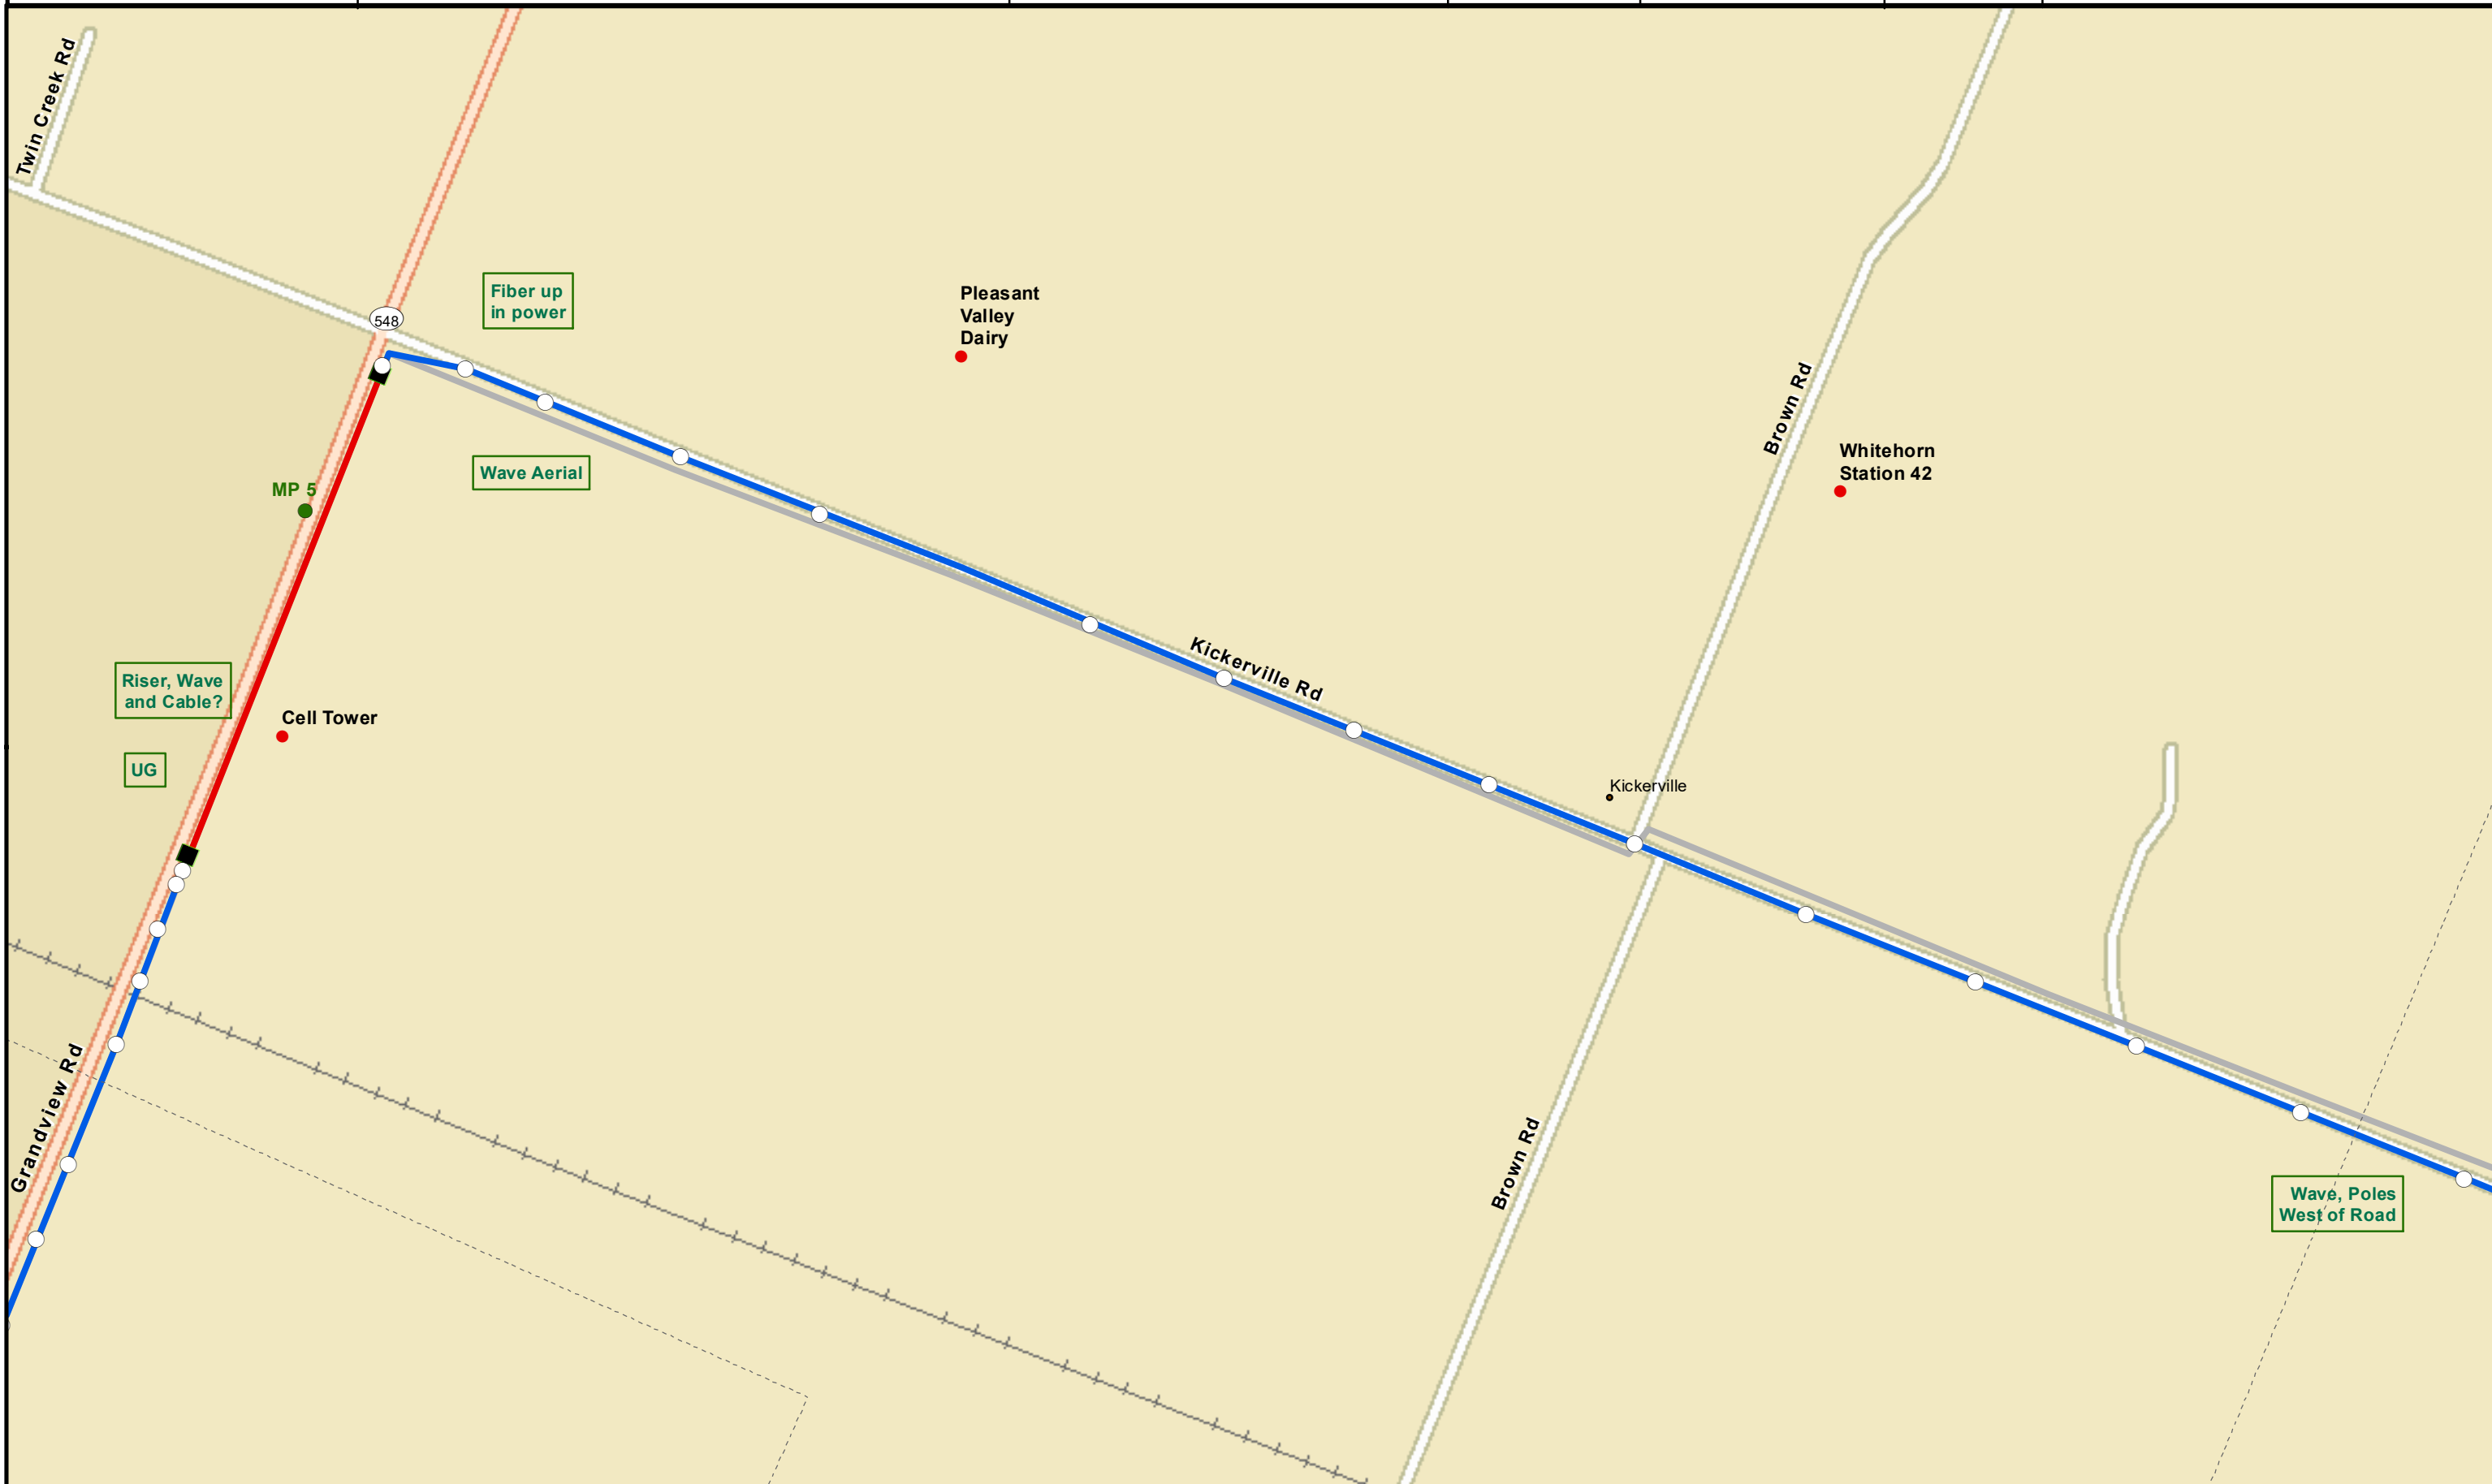 Twin Creek Rd
Fiber up
in power
Pleasant
Valley
Dairy
548
Brown Rd
Whitehorn
Station 42
Wave Aerial
MP 5
Kickerville Rd
Riser, Wave
and Cable?
Cell Tower
UG
Kickerville
Grandview Rd
Brown Rd
Wave, Poles
West of Road